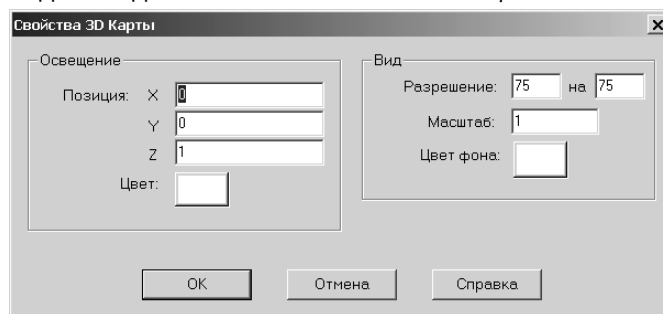 Свойства 3D Карты
Освещение
Позиция: X 0
Y 0
Z 1
Цвет:
Вид
Разрешение: 75 на 75
Масштаб: 1
Цвет фона:
OK Отмена Справка